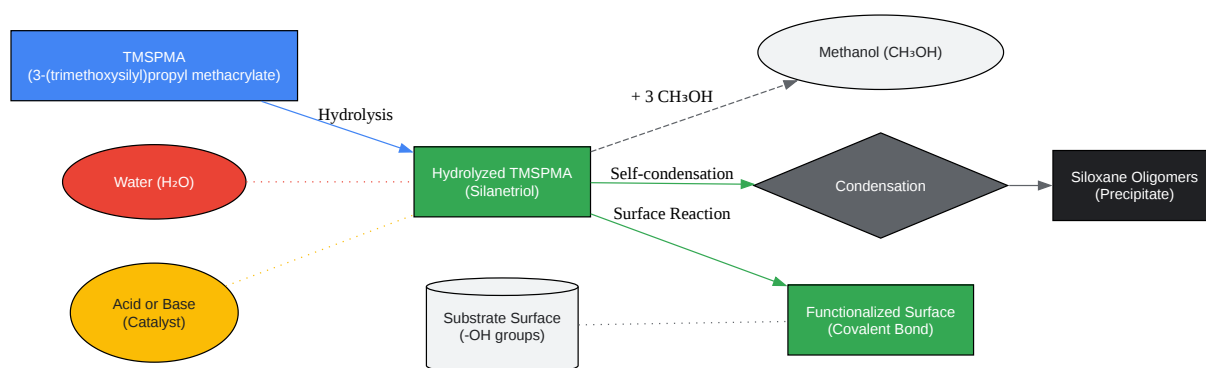 TMSPMA
(3-(trimethoxysilyl)propyl methacrylate)
Methanol (CH₃OH)
+ 3 CH₃OH
Hydrolysis
Water (H₂O)
Hydrolyzed TMSPMA
(Silanetriol)
Self-condensation
Condensation
Siloxane Oligomers
(Precipitate)
Surface Reaction
Acid or Base
(Catalyst)
Substrate Surface
(-OH groups)
Functionalized Surface
(Covalent Bond)